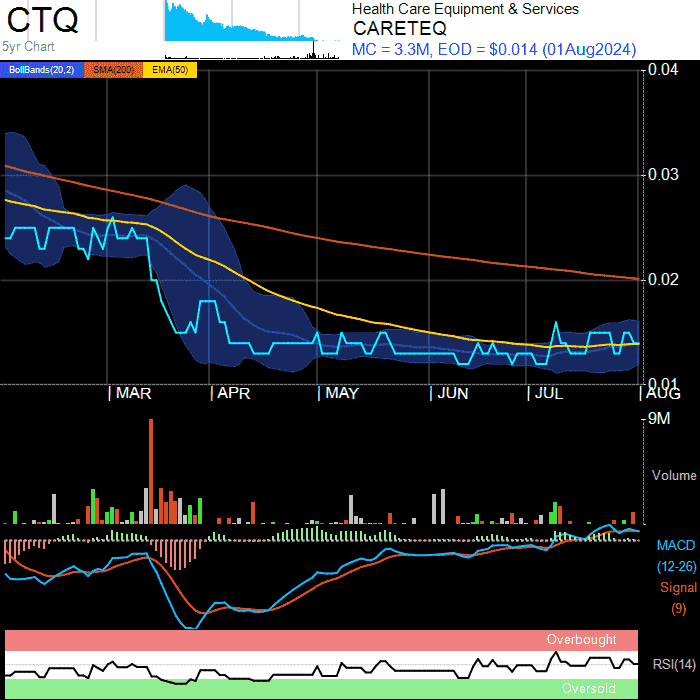 CTQ
5yr Chart
Health Care Equipment & Services
CARETEQ
MC = 3.3M, EOD = $0.014 (01Aug2024)
BollBands(20,2) SMA(200) EMA(50)
0.04
0.03
0.02
0.01
MAR APR MAY JUN JUL AUG
9M
Volume
MACD
(12-26)
Signal
(9)
Overbought
RSI(14)
Oversold